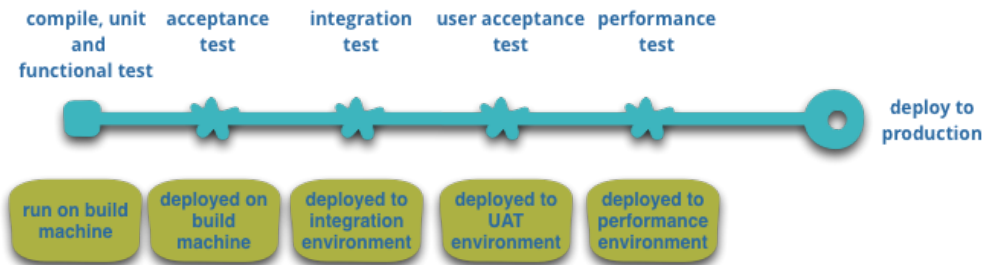 compile, unit
and
functional test
acceptance
test
integration
test
user acceptance
test
performance
test
deploy to
production
run on build
machine
deployed on
build
machine
deployed to
integration
environment
deployed to
UAT
environment
deployed to
performance
environment